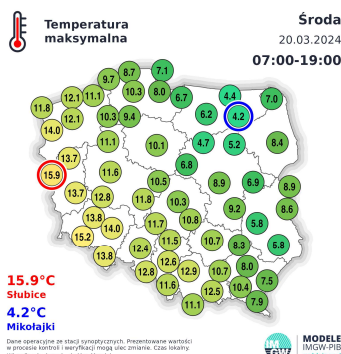 Temperatura
maksymalna
Środa
20.03.2024
07:00-19:00
9.7 8.7 7.1
11.8 12.1 11.1 10.3 8.0 6.7 4.4 7.0
12.1 10.3 9.4 6.2 4.2
14.0
11.1 10.1 4.7 5.2 8.4
13.7
15.9 11.6 6.8
10.5 8.9 6.9 8.9
13.7 12.8 11.8 10.3
13.8 11.7 10.8 9.2 8.6
15.2 14.0 5.8
12.4 11.5 10.7 8.3 5.8
13.8 12.6
12.8 12.9 10.7 8.0
11.6 12.5 10.4 7.5
11.1 7.9
15.9°C
Słubice
4.2°C
Mikołajki
Dane operacyjne ze stacji synoptycznych. Prezentowane wartości
w procesie kontroli i weryfikacji mogą ulec zmianie. Czas lokalny.
IM
GW
MODELE
IMGW-PIB